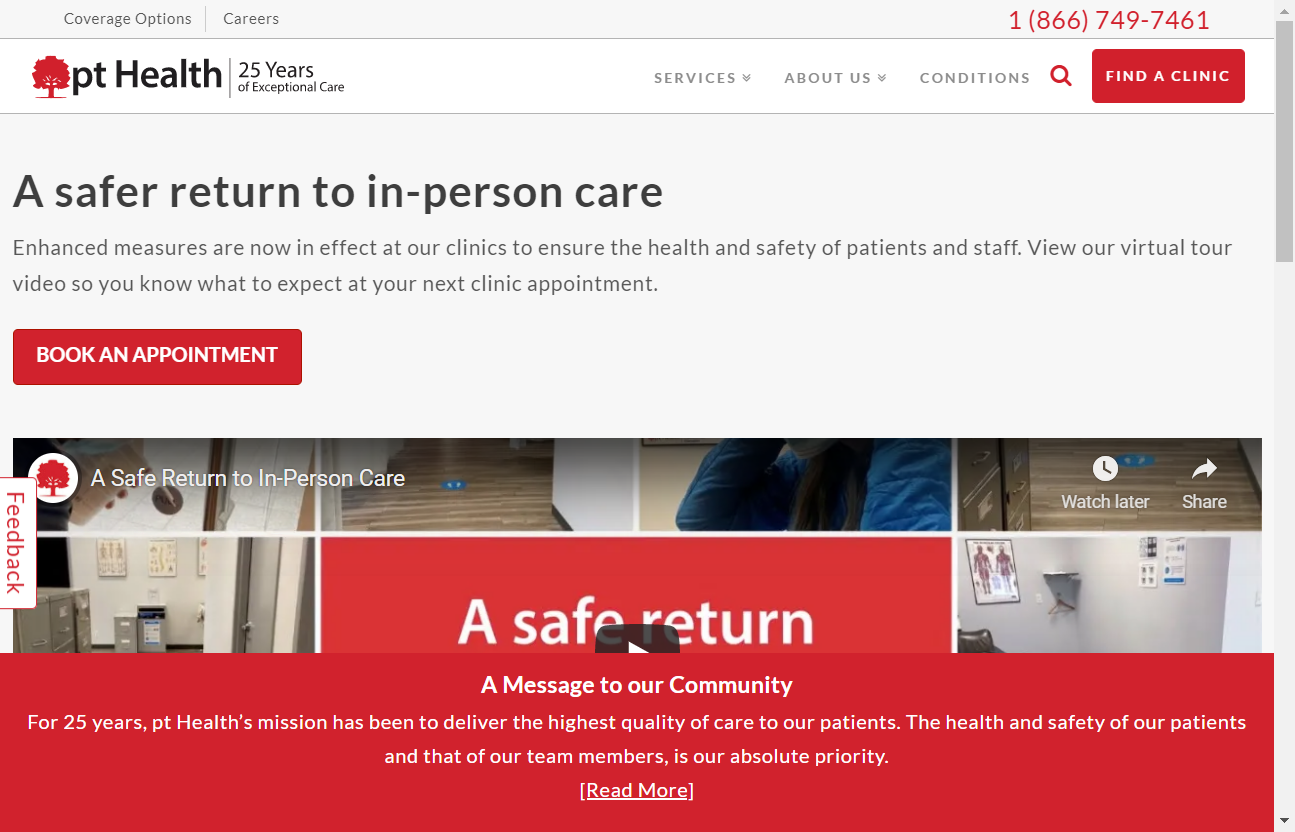 Coverage Options
Careers
1 (866) 749-7461
pt Health
25 Years
of Exceptional Care
SERVICES
ABOUT US
CONDITIONS
FIND A CLINIC
A safer return to in-person care
Enhanced measures are now in effect at our clinics to ensure the health and safety of patients and staff. View our virtual tour
video so you know what to expect at your next clinic appointment.
BOOK AN APPOINTMENT
A Safe Return to In-Person Care
Watch later
Share
Feedback
A safe return
A Message to our Community
For 25 years, pt Health’s mission has been to deliver the highest quality of care to our patients. The health and safety of our patients
and that of our team members, is our absolute priority.
[Read More]